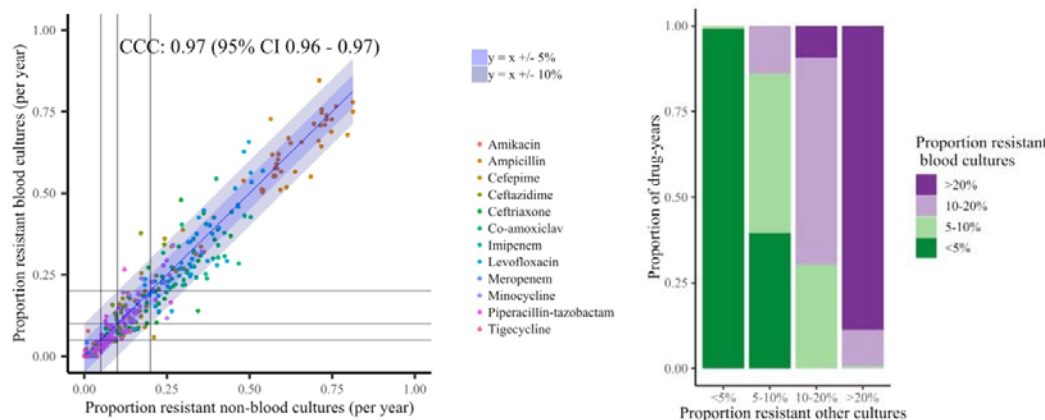 1.00
0.75
0.50
0.25
0.00
Proportion resistant blood cultures (per year)
CCC: 0.97 (95% CI 0.96 - 0.97)
0.00 0.25 0.50 0.75 1.00
Proportion resistant non-blood cultures (per year)
y = x +/- 5%
y = x +/- 10%
Amikacin
Ampicillin
Cefepime
Ceftazidime
Ceftriaxone
Co-amoxiclav
Imipenem
Levofloxacin
Meropenem
Minocycline
Piperacillin-tazobactam
Tigecycline
1.00
0.75
0.50
0.25
0.00
Proportion of drug-years
<5% 5-10% 10-20% >20%
Proportion resistant other cultures
Proportion resistant
blood cultures
>20%
10-20%
5-10%
<5%